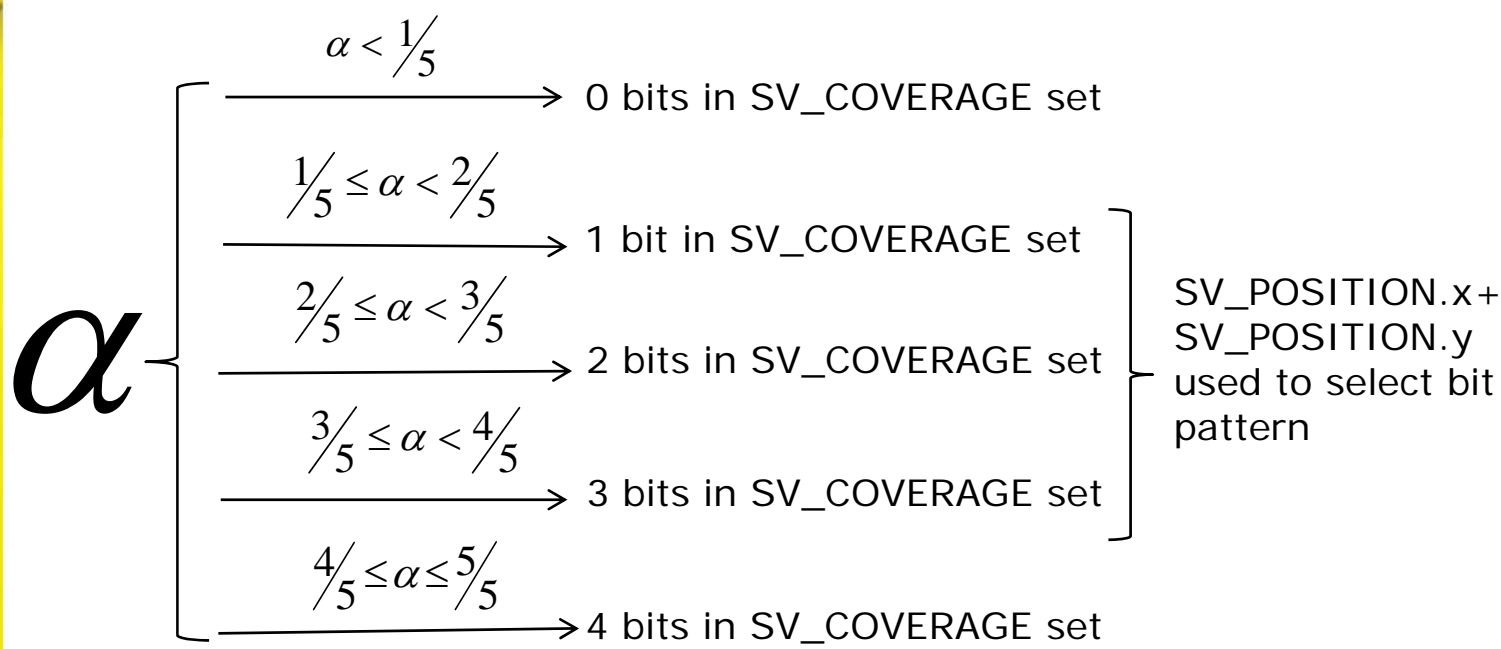 α < 1/5
0 bits in SV_COVERAGE set
1/5 ≤ α < 2/5
1 bit in SV_COVERAGE set
2/5 ≤ α < 3/5
2 bits in SV_COVERAGE set
3/5 ≤ α < 4/5
3 bits in SV_COVERAGE set
4/5 ≤ α ≤ 5/5
4 bits in SV_COVERAGE set
α
SV_POSITION.x+
SV_POSITION.y
used to select bit
pattern